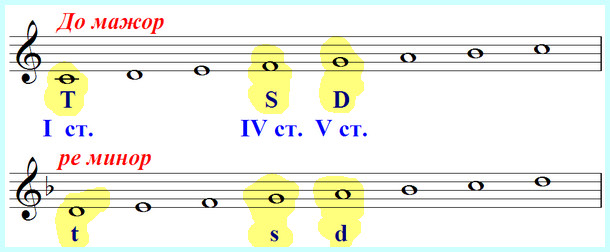 До мажор
T S D
I ст. IV ст. V ст.
ре минор
t s d